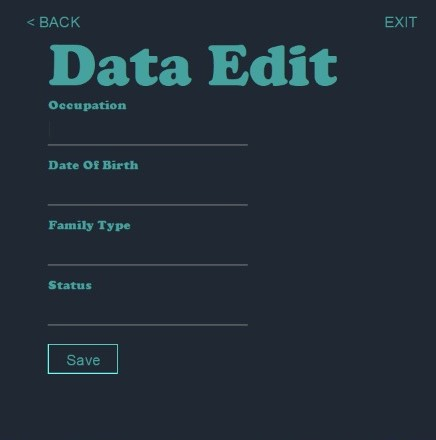 < BACK
EXIT
Data Edit
Occupation
Date Of Birth
Family Type
Status
Save